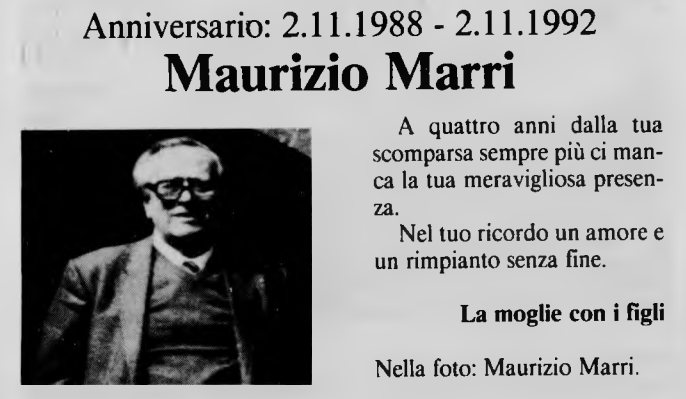 Anniversario: 2.11.1988 - 2.11.1992
Maurizio Marri
A quattro anni dalla tua
scomparsa sempre più ci man-
ca la tua meravigliosa presen-
za.
Nel tuo ricordo un amore e
un rimpianto senza fine.
La moglie con i figli
Nella foto: Maurizio Marri.